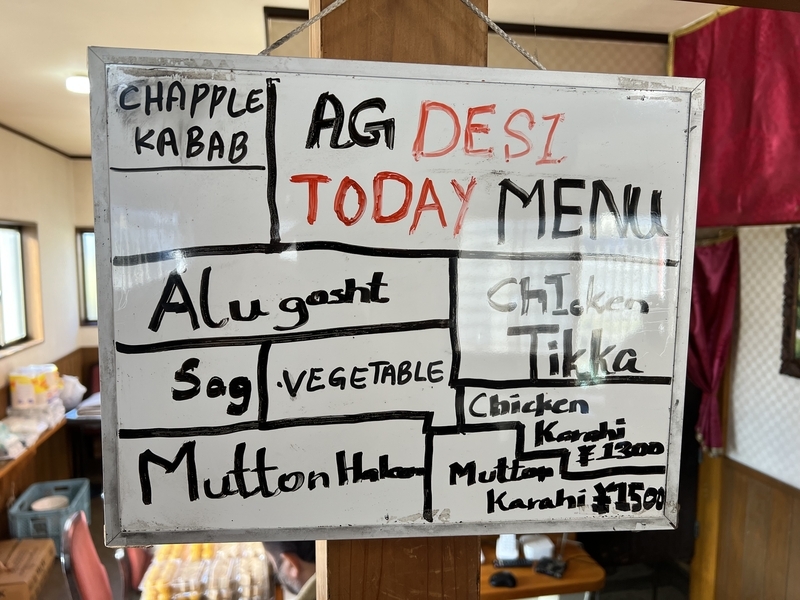 CHAPPLE
KABAB
AG DESI
TODAY MENU
Alu gosht
Chicken
Tikka
Sag
VEGETABLE
Chicken
Karahi
¥1300
Mutton
Mutton
Karahi ¥1500